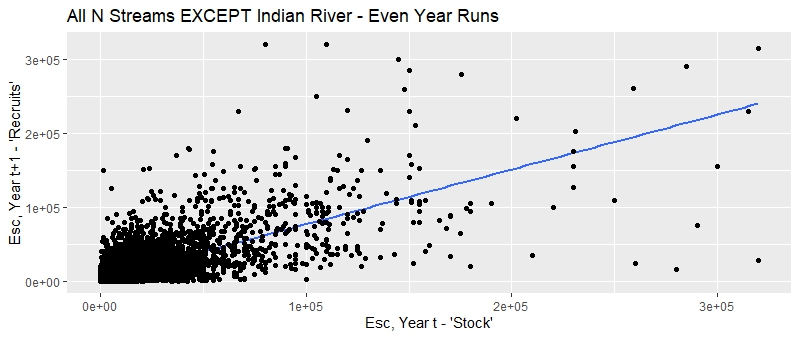 All N Streams EXCEPT Indian River - Even Year Runs
3e+05
2e+05
1e+05
0e+00
Esc, Year t+1 - 'Recruits'
0e+00 1e+05 2e+05 3e+05
Esc, Year t - 'Stock'